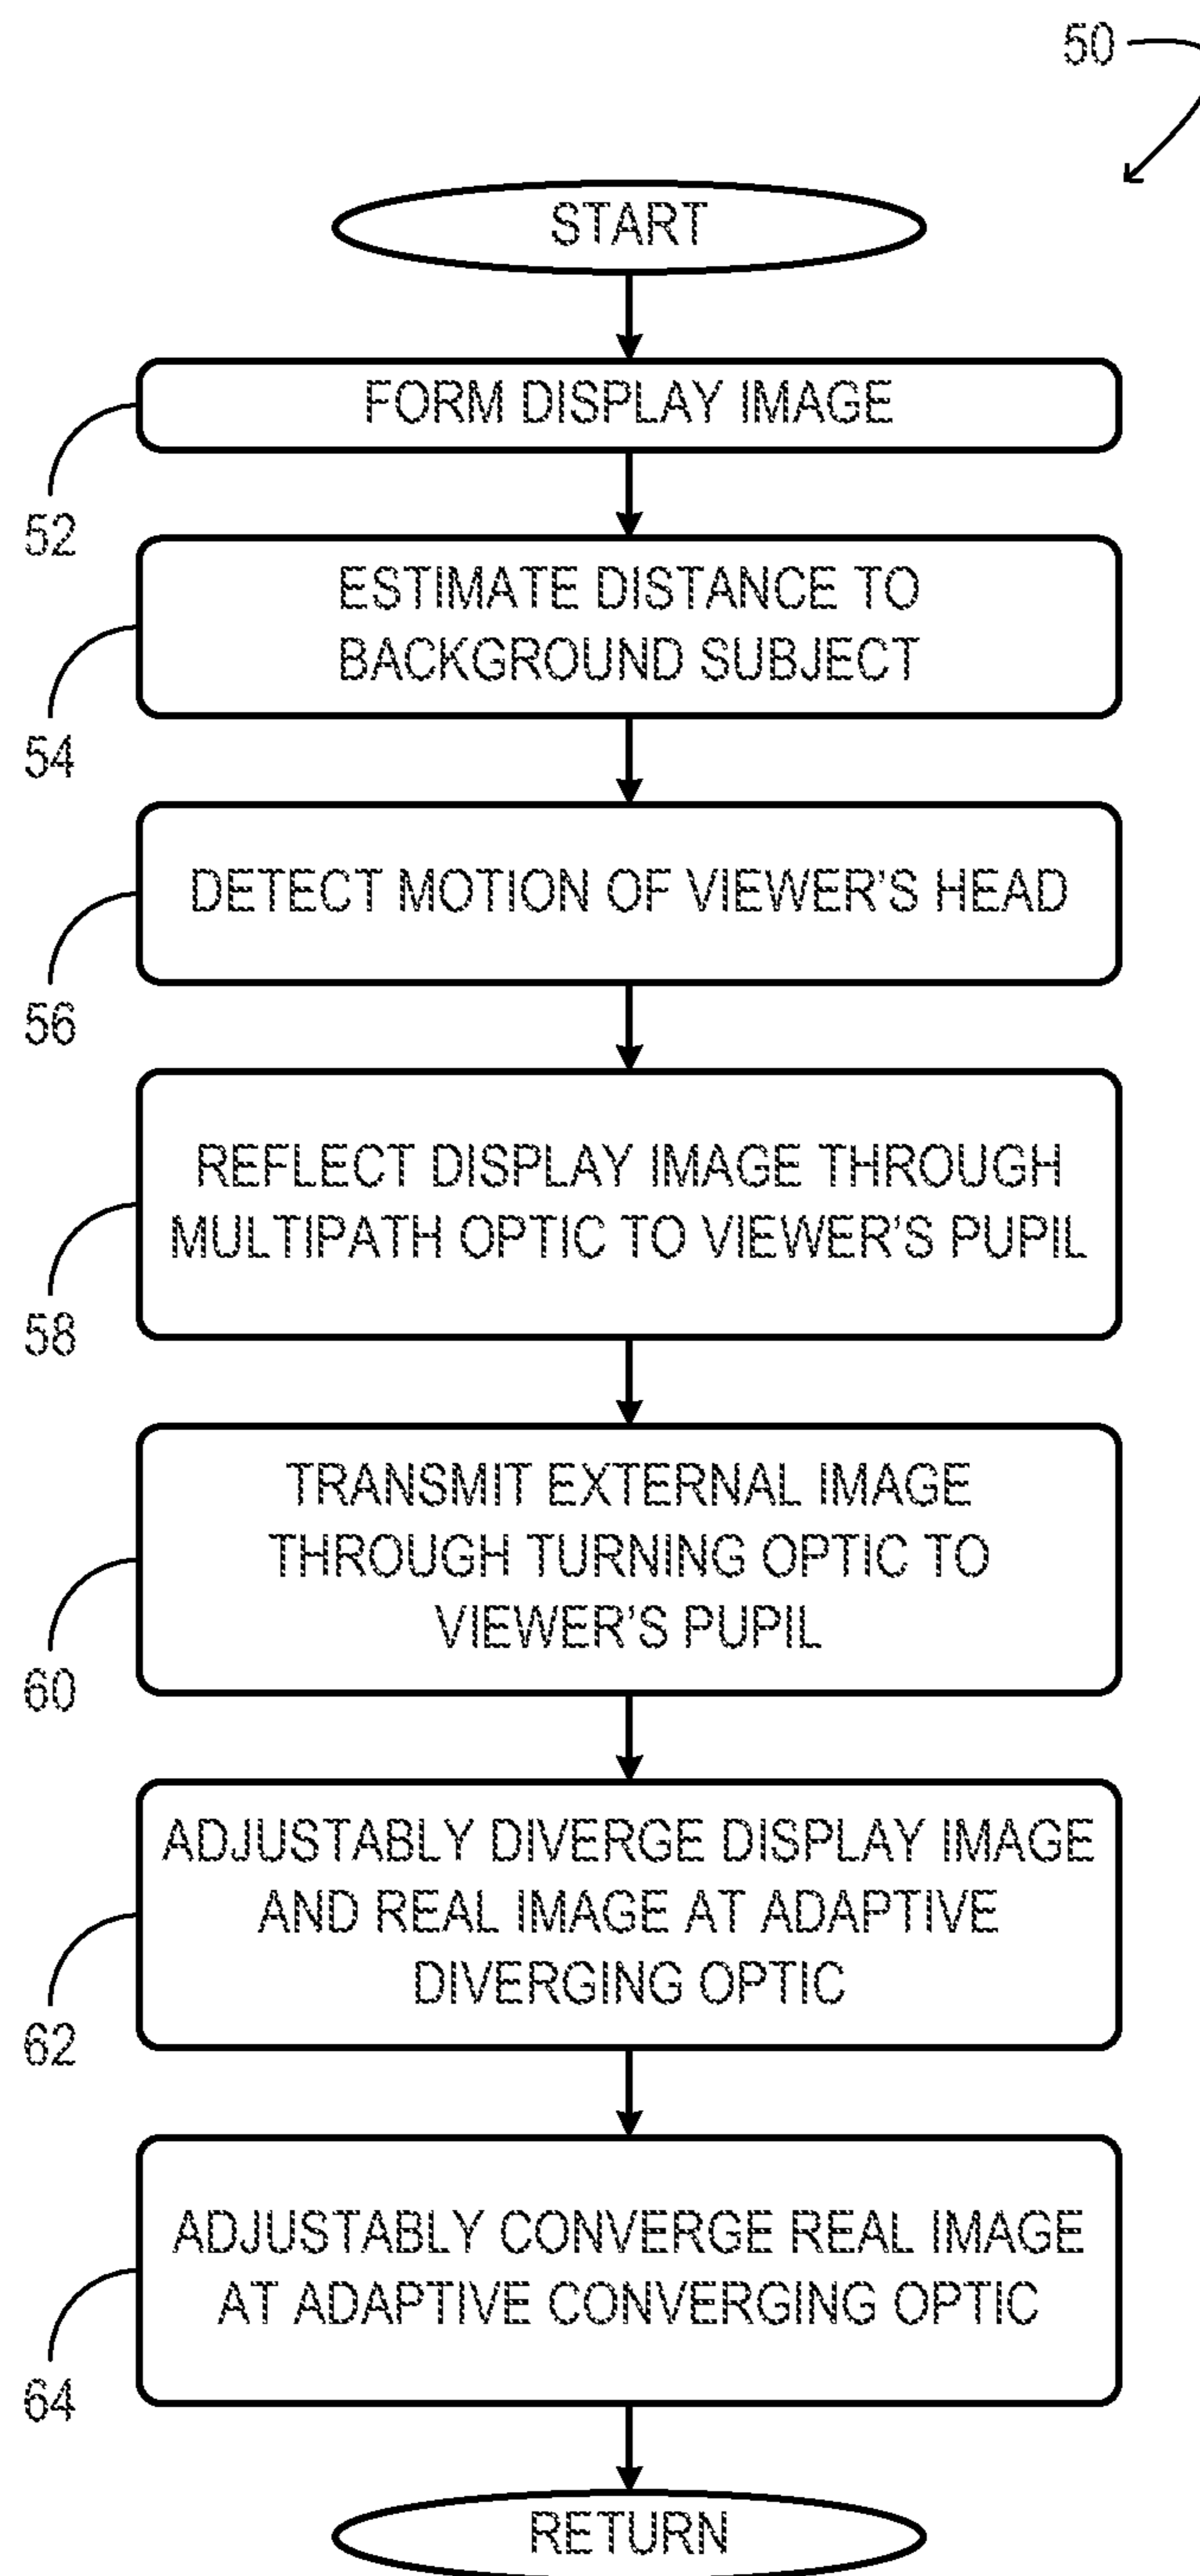 50
START
FORM DISPLAY IMAGE
52
ESTIMATE DISTANCE TO
BACKGROUND SUBJECT
54
DETECT MOTION OF VIEWER'S HEAD
56
REFLECT DISPLAY IMAGE THROUGH
MULTIPATH OPTIC TO VIEWER'S PUPIL
58
TRANSMIT EXTERNAL IMAGE
THROUGH TURNING OPTIC TO
VIEWER'S PUPIL
60
ADJUSTABLY DIVERGE DISPLAY IMAGE
AND REAL IMAGE AT ADAPTIVE
DIVERGING OPTIC
62
ADJUSTABLY CONVERGE REAL IMAGE
AT ADAPTIVE CONVERGING OPTIC
64
RETURN